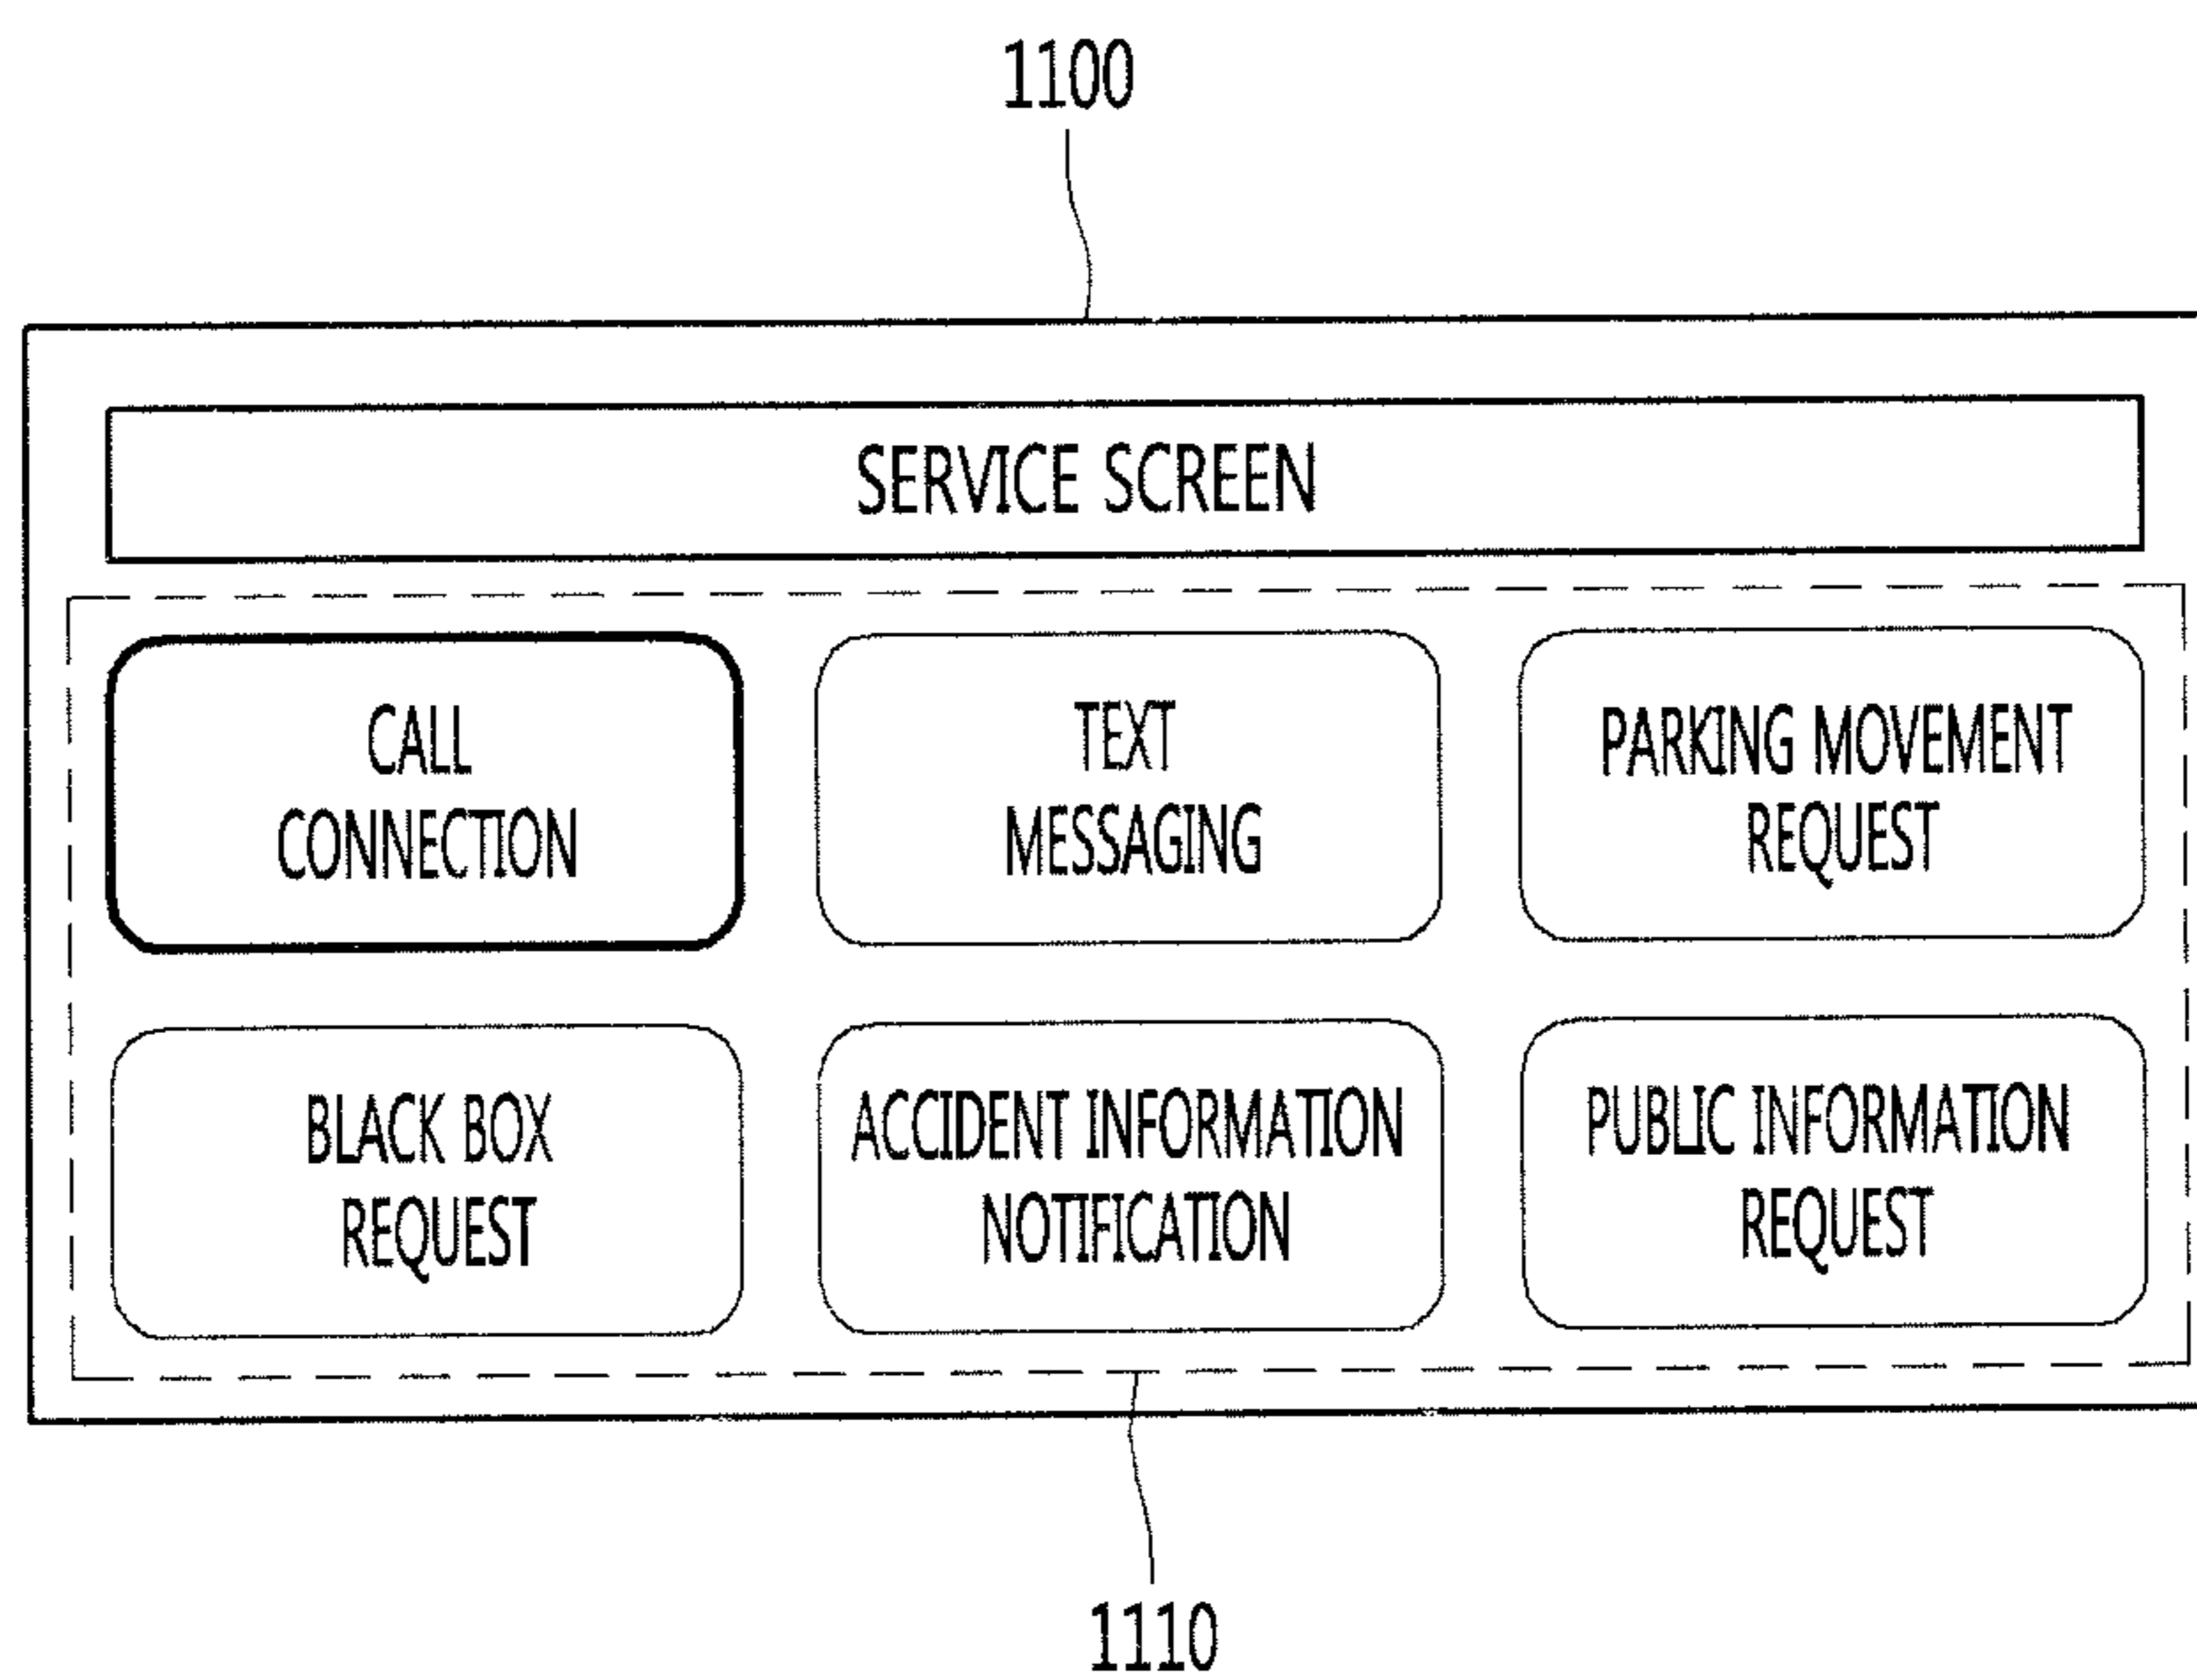 1100
SERVICE SCREEN
CALL
CONNECTION
TEXT
MESSAGING
PARKING MOVEMENT
REQUEST
BLACK BOX
REQUEST
ACCIDENT INFORMATION
NOTIFICATION
PUBLIC INFORMATION
REQUEST
1110